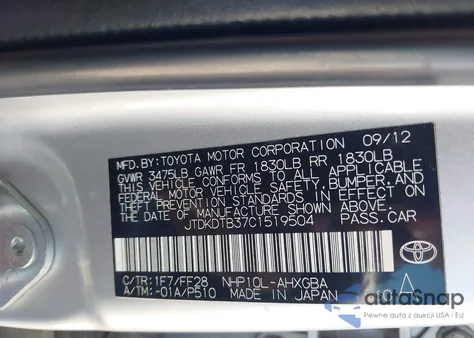 MFD.BY:TOYOTA MOTOR CORPORATION 09/12
GVWR 3475LB GAWR FR 1830LB RR 1830LB
THIS VEHICLE CONFORMS TO ALL APPLICABLE
FEDERAL MOTOR VEHICLE SAFETY, BUMPER, AND
THEFT PREVENTION STANDARDS IN EFFECT ON
THE DATE OF MANUFACTURE SHOWN ABOVE.
JTDKDTB37C1519504 PASS.CAR
C/TR:1F7/FF28 NHP10L-AHXGBA
A/TM:-01A/P510 MADE IN JAPAN
TOYOTA
autoSnap
Pewne auta z aukcji USA i EU